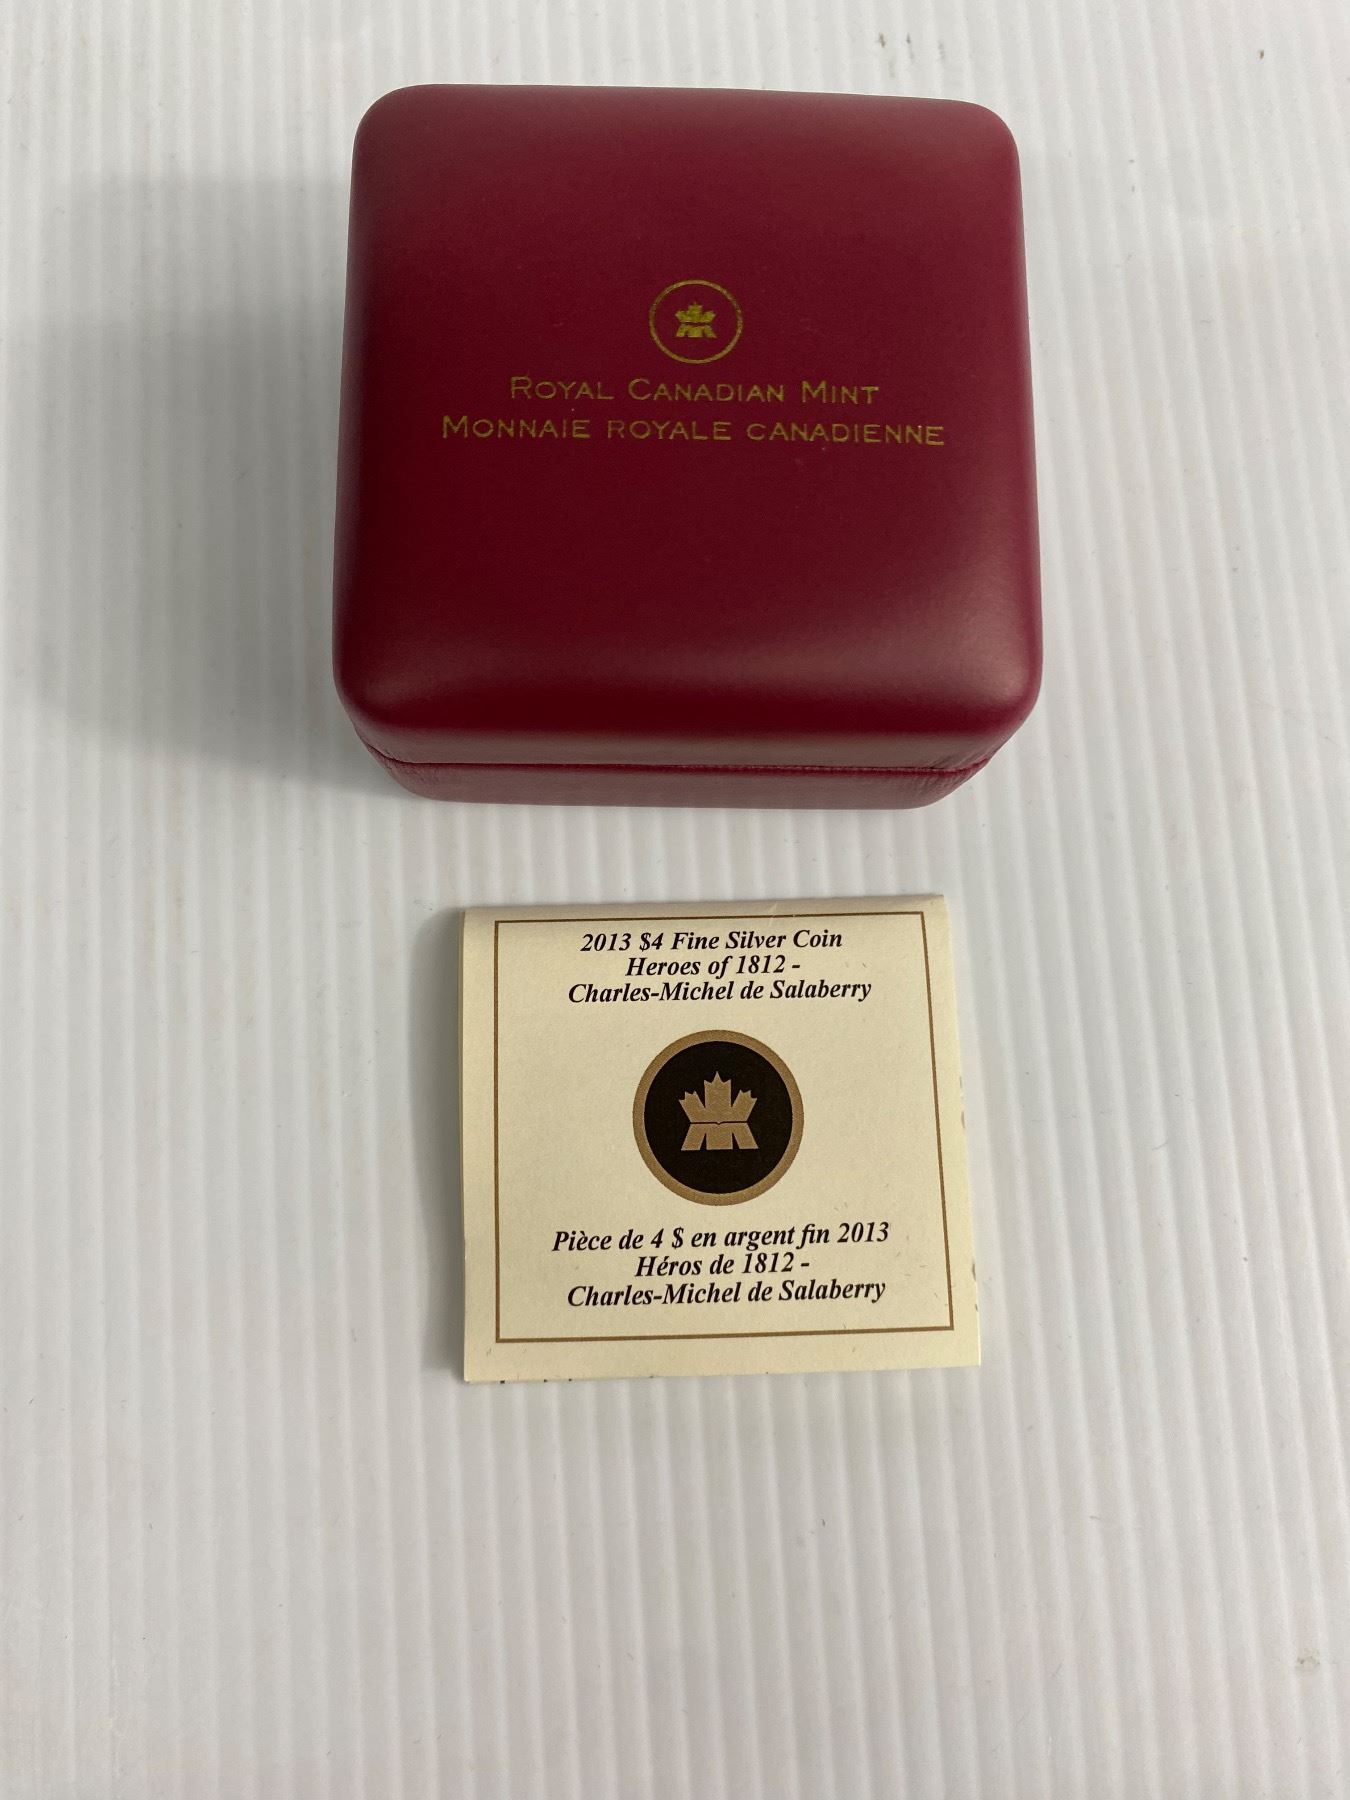 ROYAL CANADIAN MINT
MONNAIE ROYALE CANADIENNE
2013 $4 Fine Silver Coin
Heroes of 1812 -
Charles-Michel de Salaberry
Pièce de 4 $ en argent fin 2013
Héros de 1812 -
Charles-Michel de Salaberry